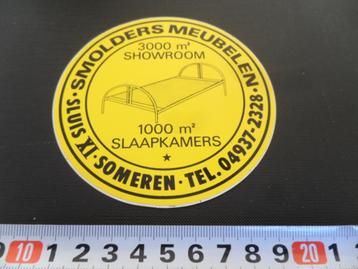 SMOLDERS MEUBELEN · SLUIS XI · SOMEREN · TEL. 04937-2328 ·
3000 m²
SHOWROOM
1000 m²
SLAAPKAMERS
9 10 1 2 3 4 5 6 7 8 9 20 1